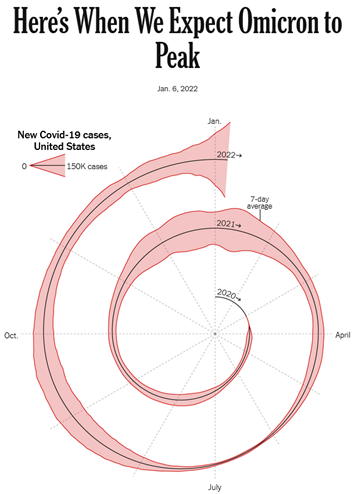 Here's When We Expect Omicron to
Peak
Jan. 6, 2022
Jan.
New Covid-19 cases,
United States
0
150K cases
2022→
7-day
average
2021→
2020→
Oct.
April
July